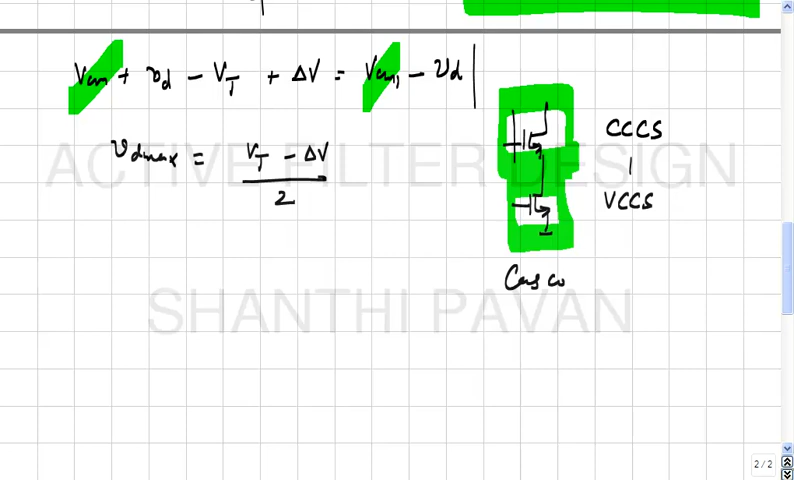 Vcm + vd - VT + ΔV = Vcm, - vd
vdmax = VT - ΔV / 2
CCCS
VCCS
Casco
ACTIVE FILTER DESIGN
SHANTHI PAVAN
2 / 2